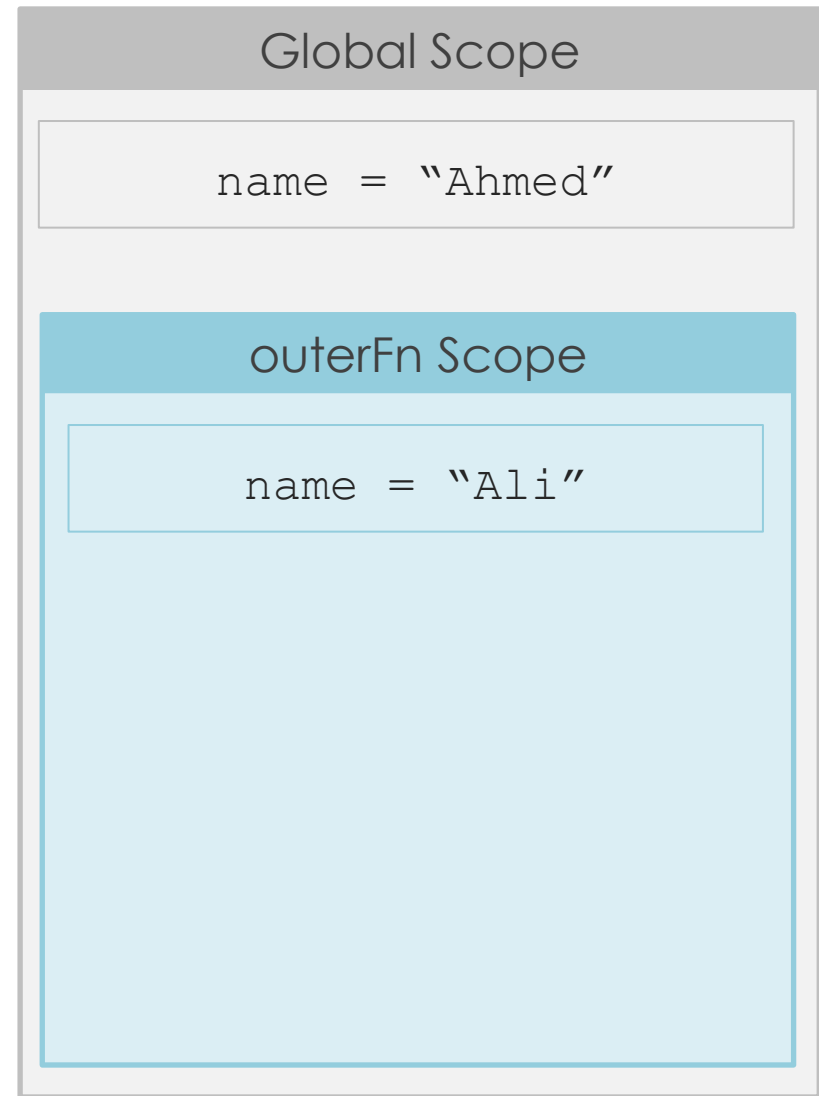 Global Scope
name = “Ahmed”
outerFn Scope
name = “Ali”